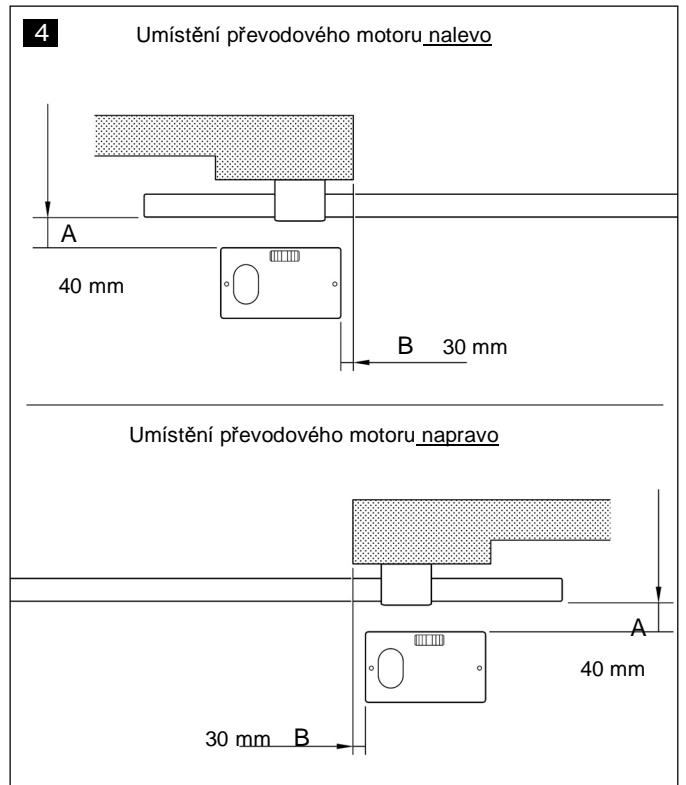 4
Umístění převodového motoru nalevo
A
40 mm
B 30 mm
Umístění převodového motoru napravo
A
40 mm
30 mm B